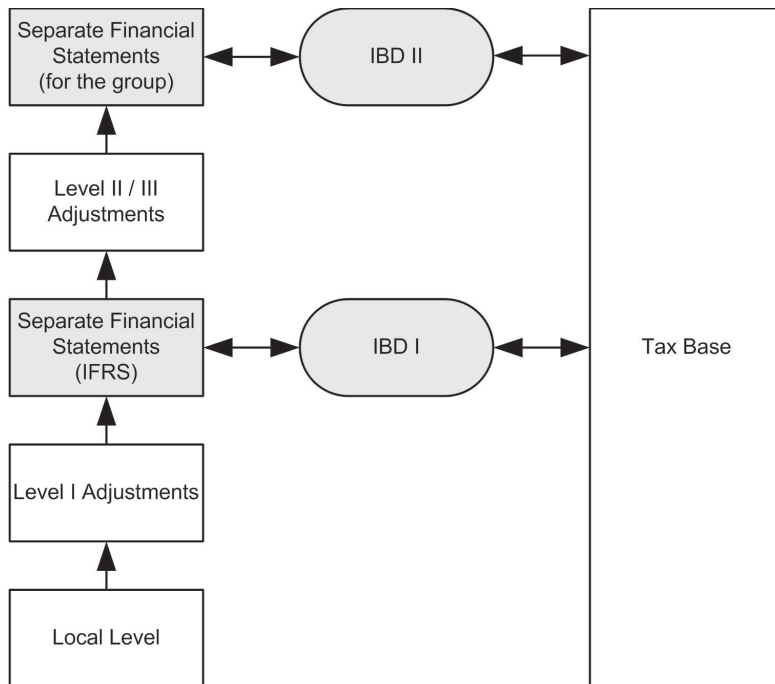 Separate Financial
Statements
(for the group)
IBD II
Level II / III
Adjustments
Separate Financial
Statements
(IFRS)
IBD I
Tax Base
Level I Adjustments
Local Level